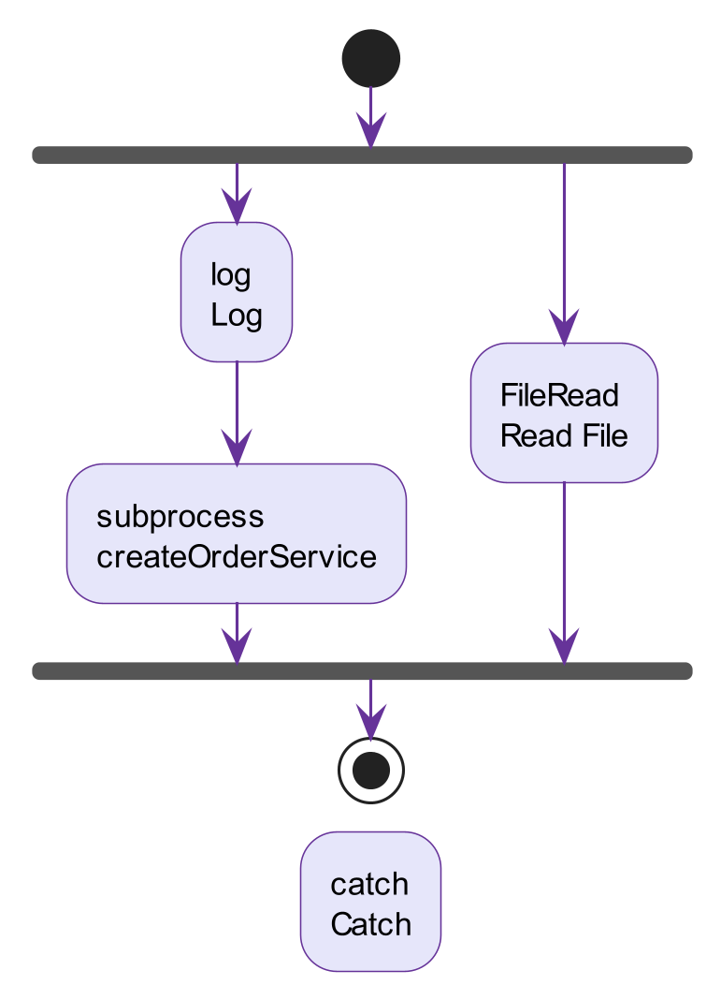 log
Log
FileRead
Read File
subprocess
createOrderService
catch
Catch